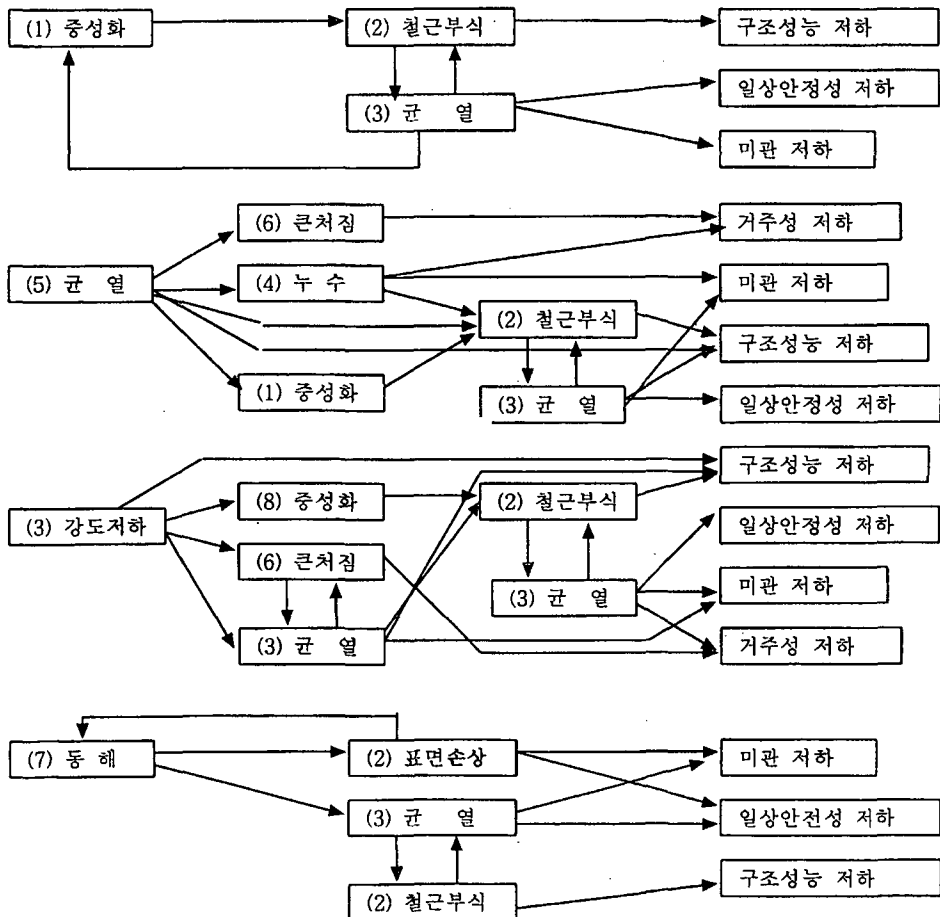 (1) 중성화
(2) 철근부식
구조성능 저하
일상안정성 저하
(3) 균 열
미관 저하
(6) 큰처짐
거주성 저하
(5) 균 열
(4) 누 수
미관 저하
(2) 철근부식
구조성능 저하
(1) 중성화
(3) 균 열
일상안정성 저하
구조성능 저하
(8) 중성화
(2) 철근부식
(3) 강도저하
일상안정성 저하
(6) 큰처짐
미관 저하
(3) 균 열
(3) 균 열
거주성 저하
(7) 동 해
(2) 표면손상
미관 저하
(3) 균 열
일상안전성 저하
구조성능 저하
(2) 철근부식